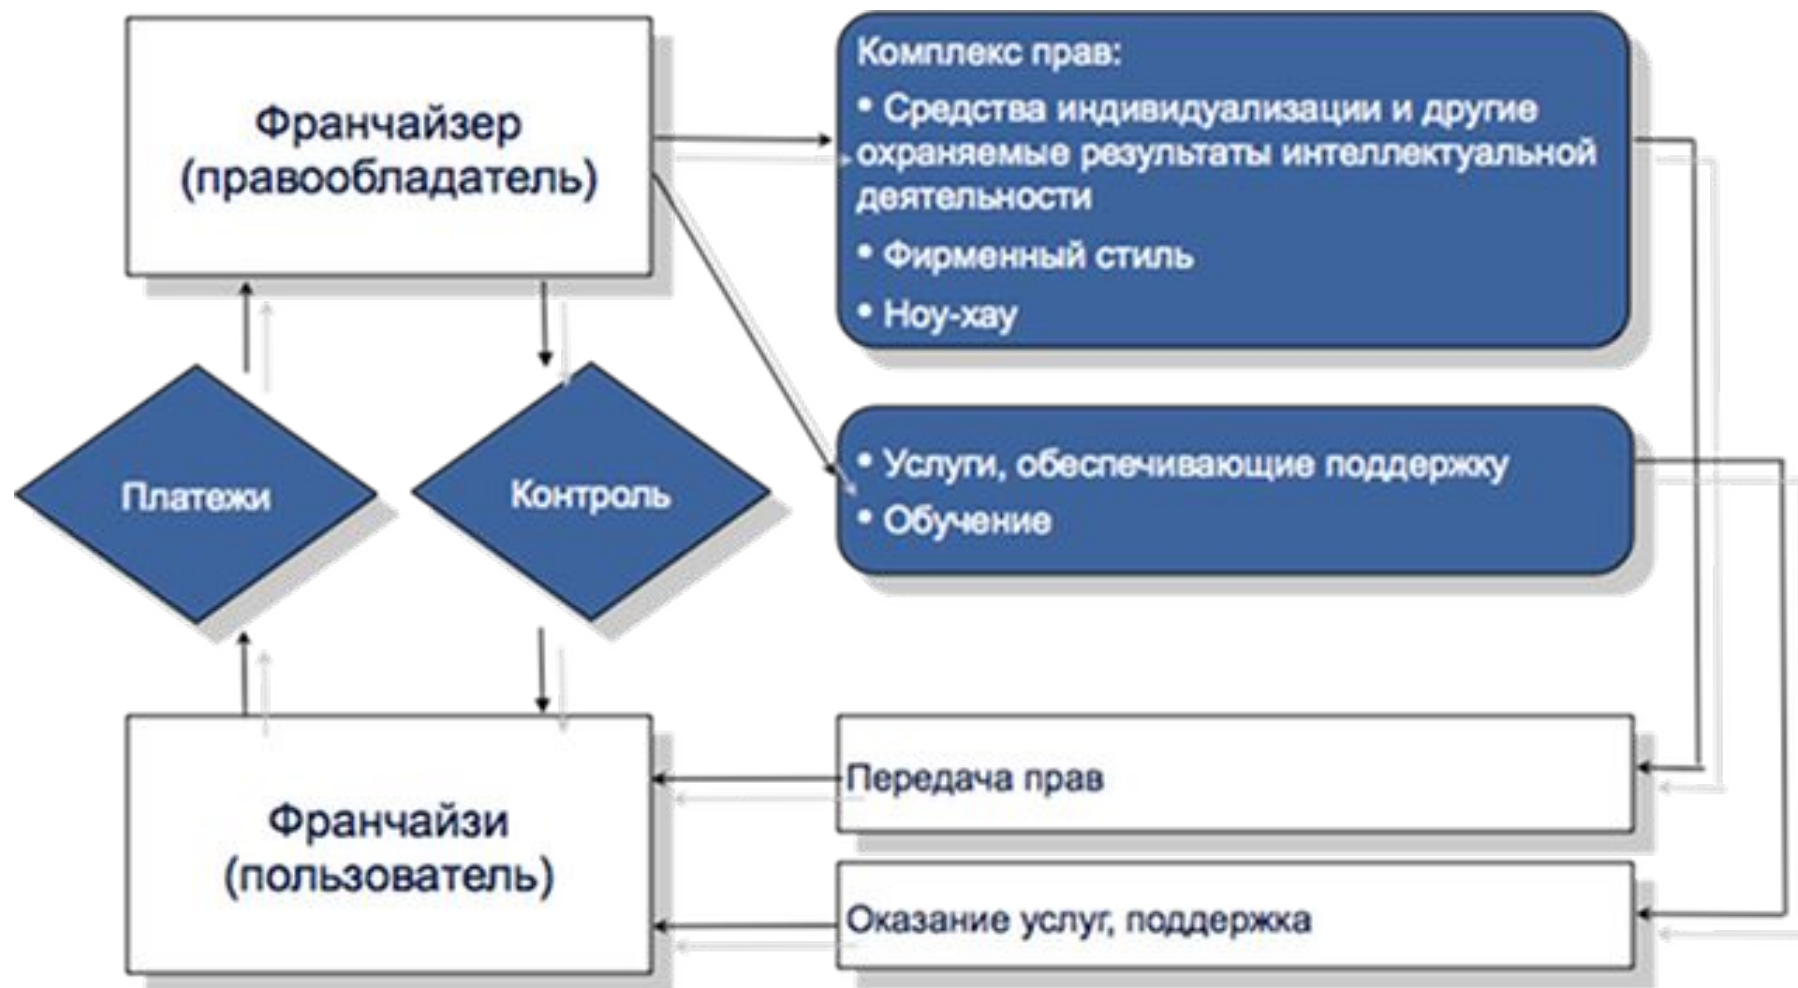 Франчайзер
(правообладатель)
Комплекс прав:
• Средства индивидуализации и другие
охраняемые результаты интеллектуальной
деятельности
• Фирменный стиль
• Ноу-хау
Платежи
Контроль
• Услуги, обеспечивающие поддержку
• Обучение
Франчайзи
(пользователь)
Передача прав
Оказание услуг, поддержка